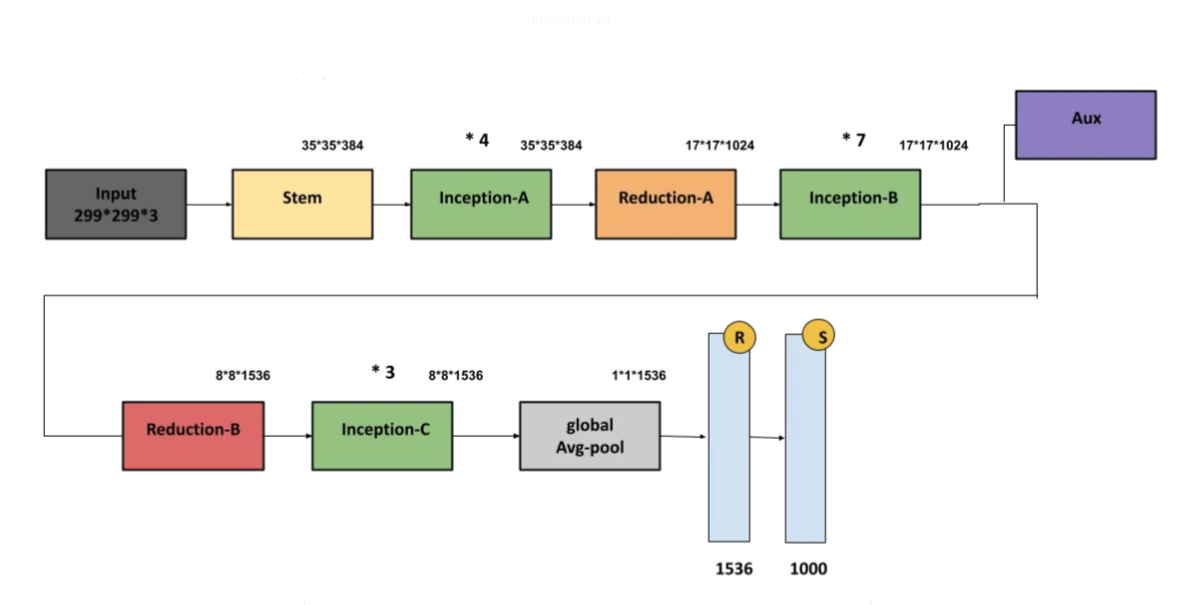 Inception V4
Aux
35*35*384
* 4
35*35*384
17*17*1024
* 7
17*17*1024
Input
299*299*3
Stem
Inception-A
Reduction-A
Inception-B
R
S
8*8*1536
* 3
8*8*1536
1*1*1536
Reduction-B
Inception-C
global
Avg-pool
1536
1000